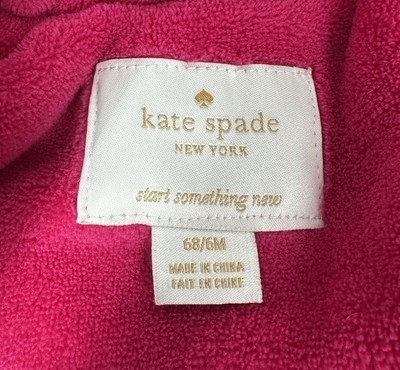 kate spade
NEW YORK
start something new
68/6M
MADE IN CHINA
FAIT EN CHINE